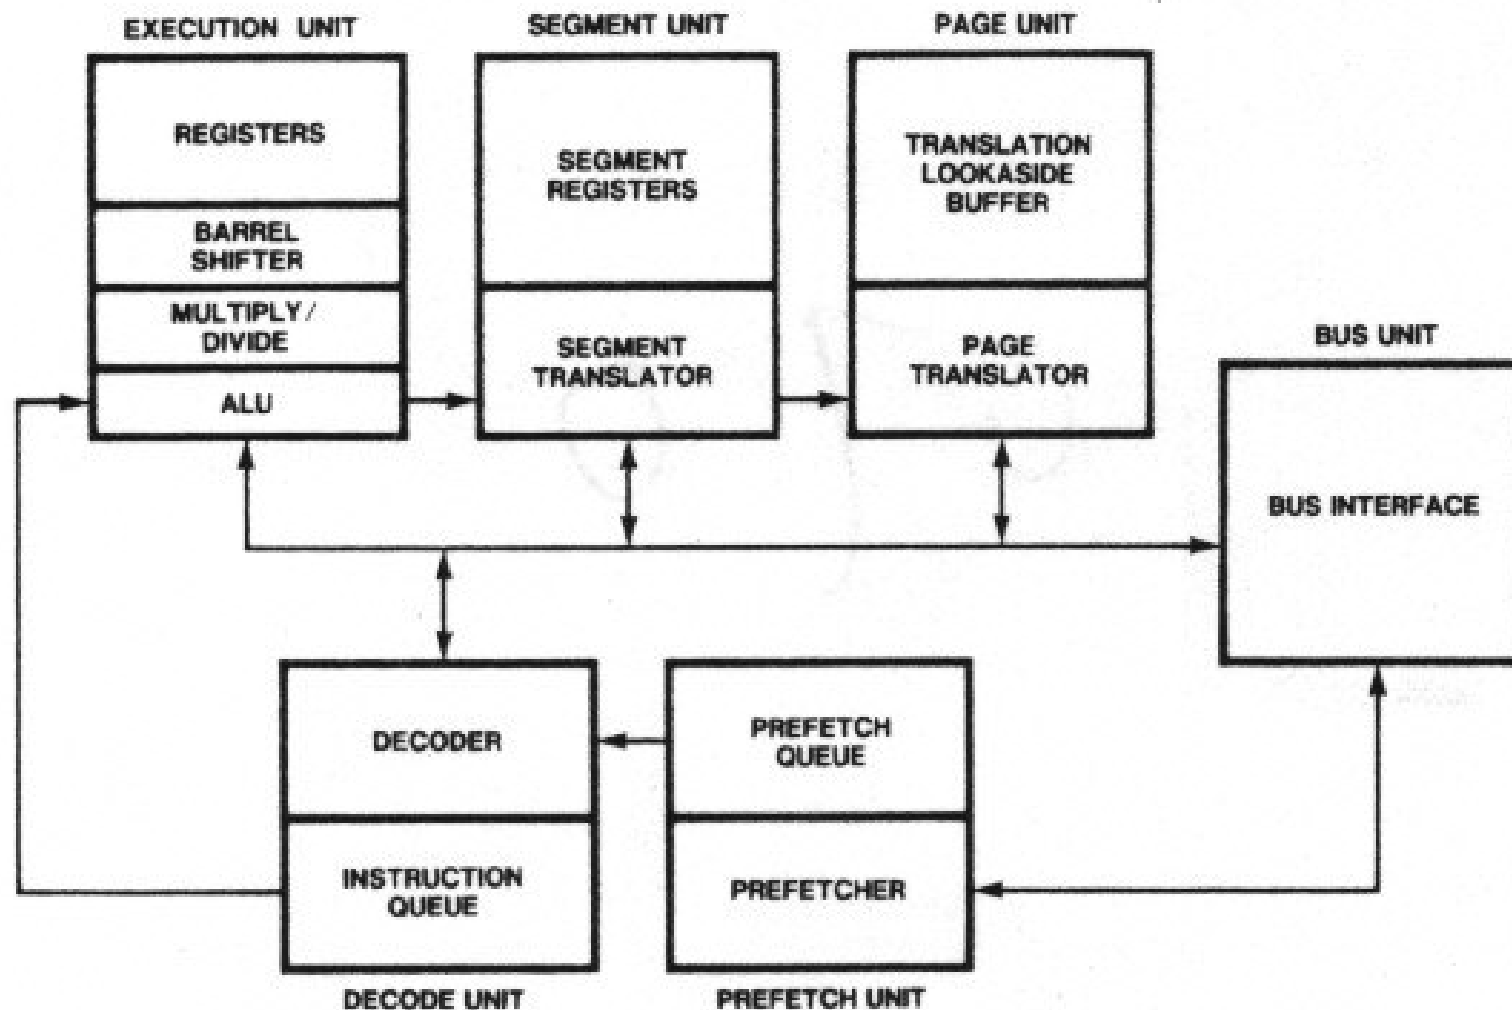 EXECUTION UNIT
REGISTERS
BARREL
SHIFTER
MULTIPLY/
DIVIDE
ALU
SEGMENT UNIT
SEGMENT
REGISTERS
SEGMENT
TRANSLATOR
PAGE UNIT
TRANSLATION
LOOKASIDE
BUFFER
PAGE
TRANSLATOR
BUS UNIT
BUS INTERFACE
DECODER
INSTRUCTION
QUEUE
DECODE UNIT
PREFETCH
QUEUE
PREFETCHER
PREFETCH UNIT